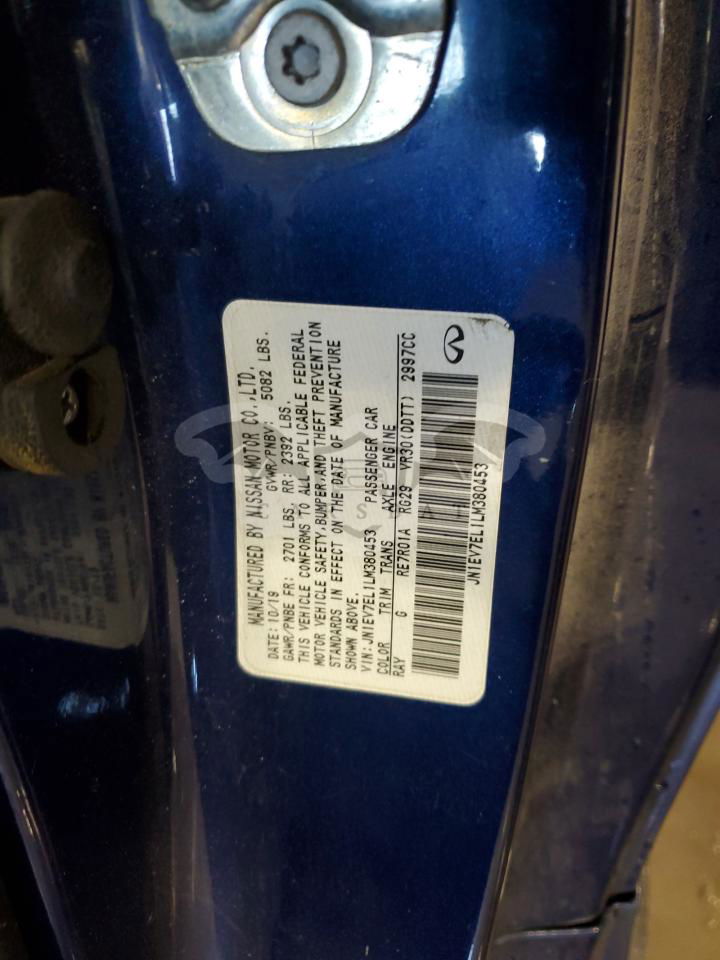 MANUFACTURED BY NISSAN MOTOR CO.,LTD.
DATE: 10/19 GVWR/PNBV: 5082 LBS.
GAWR/PNBE FR: 2701 LBS. RR: 2392 LBS.
THIS VEHICLE CONFORMS TO ALL APPLICABLE FEDERAL
MOTOR VEHICLE SAFETY,BUMPER,AND THEFT PREVENTION
STANDARDS IN EFFECT ON THE DATE OF MANUFACTURE
SHOWN ABOVE.
VIN:JN1EV7EL1LM380453 PASSENGER CAR
COLOR TRIM TRANS AXLE ENGINE
RAY G RE7R01A RG29 VR30(DDTT) 2997CC
JN1EV7EL1LM380453